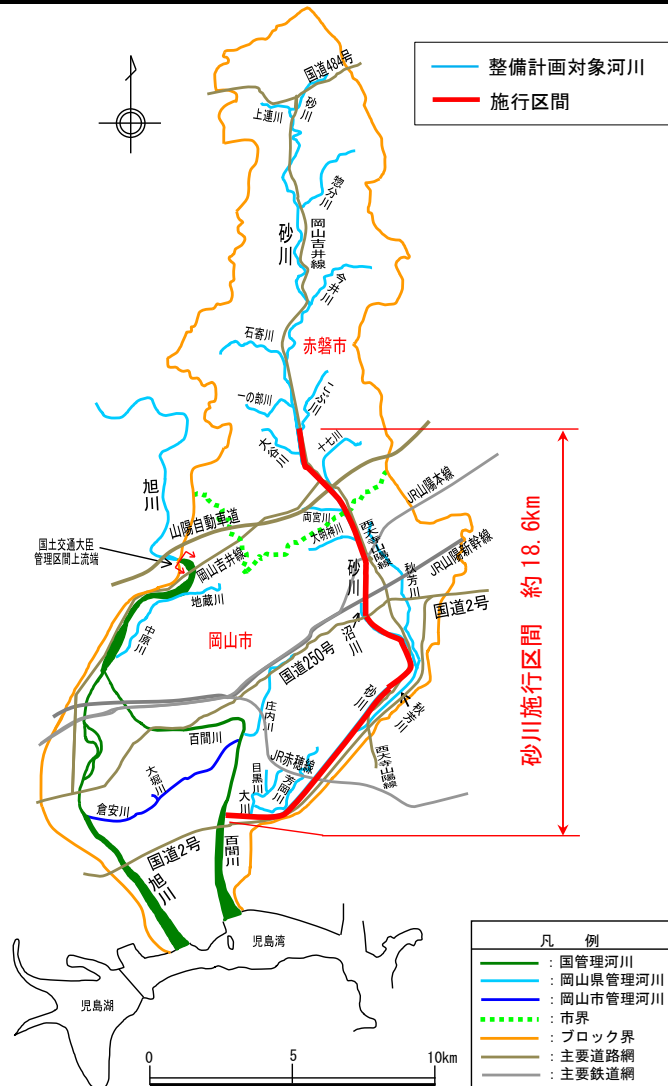 整備計画対象河川
施行区間
国道484号
上連川
砂川
惣分川
岡山吉井線
砂川
今井川
石寄川
赤磐市
一の部川
大谷川
十七川
旭川
山陽自動車道
JR山陽本線
両宮川
大明神川
西大寺山陽線
国土交通大臣
管理区間上流端
岡山吉井線
砂川
JR山陽新幹線
秋芳川
地蔵川
国道2号
沼川
中原川
岡山市
国道250号
砂川施行区間 約18.6km
庄内川
砂川
秋芳川
百間川
JR赤穂線
西大寺山陽線
大堀川
目黒川
芳岡川
大川
倉安川
国道2号
百間川
旭川
児島湾
児島湖
凡 例
：国管理河川
：岡山県管理河川
：岡山市管理河川
：市界
：ブロック界
：主要道路網
：主要鉄道網
0 5 10km